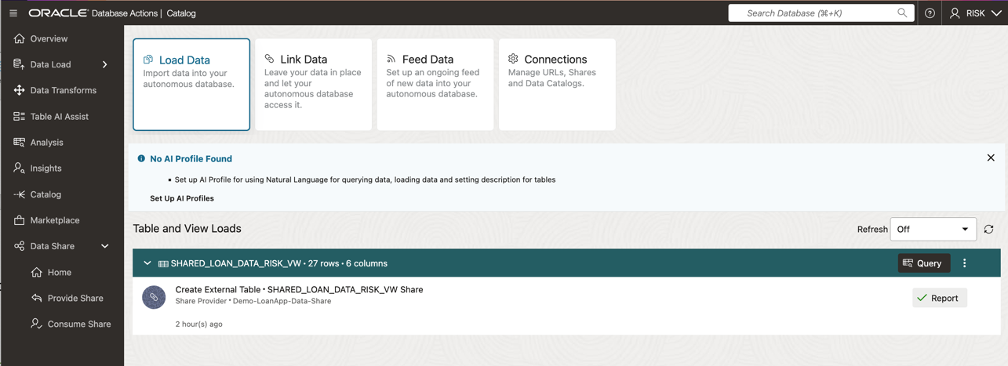 ORACLE Database Actions | Catalog
Search Database (⌘+K)
RISK
Overview
Data Load
Data Transforms
Table AI Assist
Analysis
Insights
Catalog
Marketplace
Data Share
Home
Provide Share
Consume Share
Load Data
Import data into your
autonomous database.
Link Data
Leave your data in place
and let your
autonomous database
access it.
Feed Data
Set up an ongoing feed
of new data into your
autonomous database.
Connections
Manage URLs, Shares
and Data Catalogs.
No AI Profile Found
• Set up AI Profile for using Natural Language for querying data, loading data and setting description for tables
Set Up AI Profiles
Table and View Loads
Refresh Off
SHARED_LOAN_DATA_RISK_VW • 27 rows • 6 columns
Query
Create External Table • SHARED_LOAN_DATA_RISK_VW Share
Share Provider • Demo-LoanApp-Data-Share
Report
2 hour(s) ago